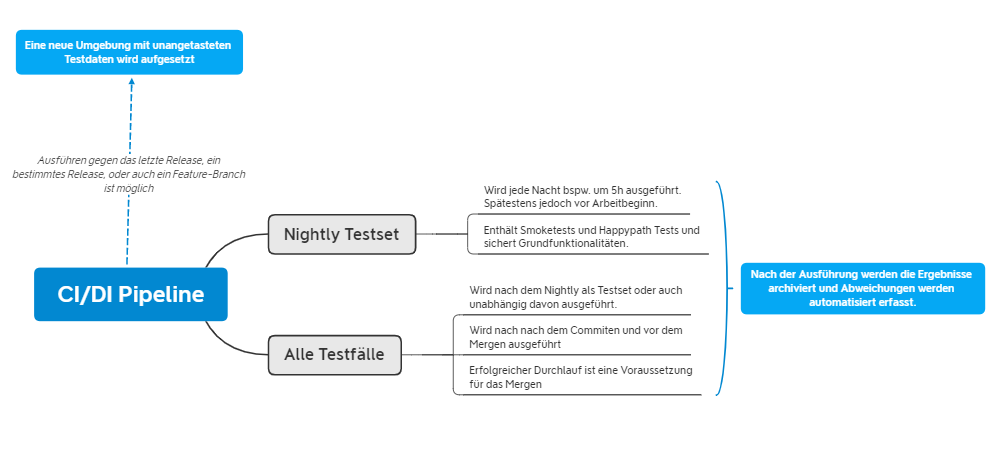 Eine neue Umgebung mit unangetasteten
Testdaten wird aufgesetzt
Ausführen gegen das letzte Release, ein
bestimmtes Release, oder auch ein Feature-Branch
ist möglich
CI/DI Pipeline
Nightly Testset
Wird jede Nacht bspw. um 5h ausgeführt.
Spätestens jedoch vor Arbeitbeginn.
Enthält Smoketests und Happypath Tests und
sichert Grundfunktionalitäten.
Alle Testfälle
Wird nach dem Nightly als Testset oder auch
unabhängig davon ausgeführt.
Wird nach nach dem Commiten und vor dem
Mergen ausgeführt
Erfolgreicher Durchlauf ist eine Voraussetzung
für das Mergen
Nach der Ausführung werden die Ergebnisse
archiviert und Abweichungen werden
automatisiert erfasst.